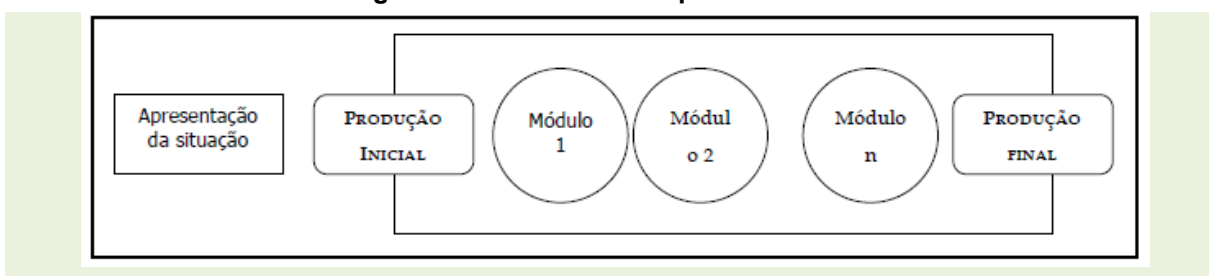 Apresentação
da situação
PRODUÇÃO
INICIAL
Módulo
1
Módul
o 2
Módulo
n
PRODUÇÃO
FINAL